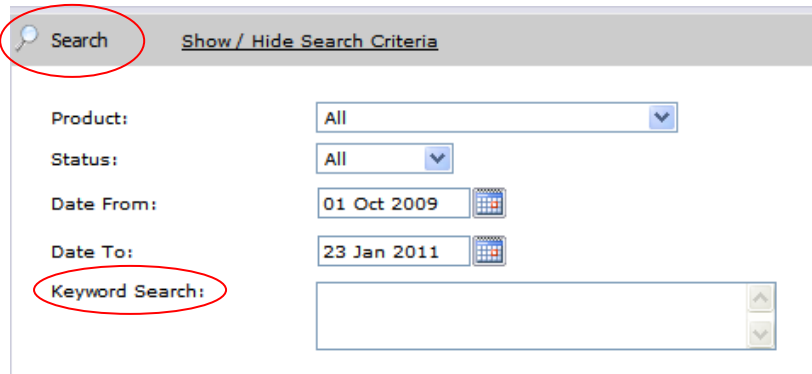 Search Show / Hide Search Criteria
Product: All
Status: All
Date From: 01 Oct 2009
Date To: 23 Jan 2011
Keyword Search: